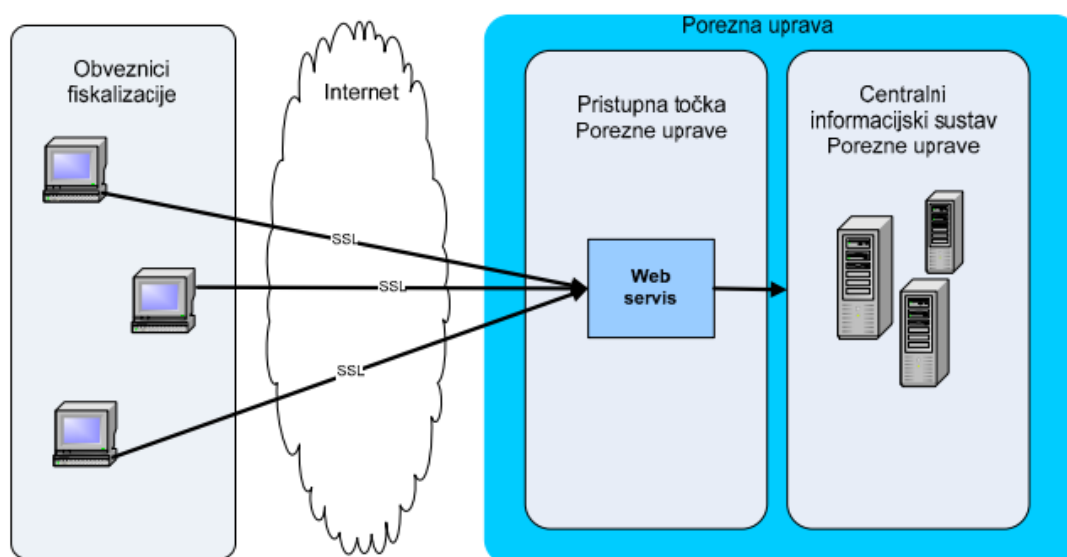 Porezna uprava
Obveznici
fiskalizacije
Internet
Pristupna točka
Porezne uprave
Centralni
informacijski sustav
Porezne uprave
SSL
SSL
SSL
Web
servis